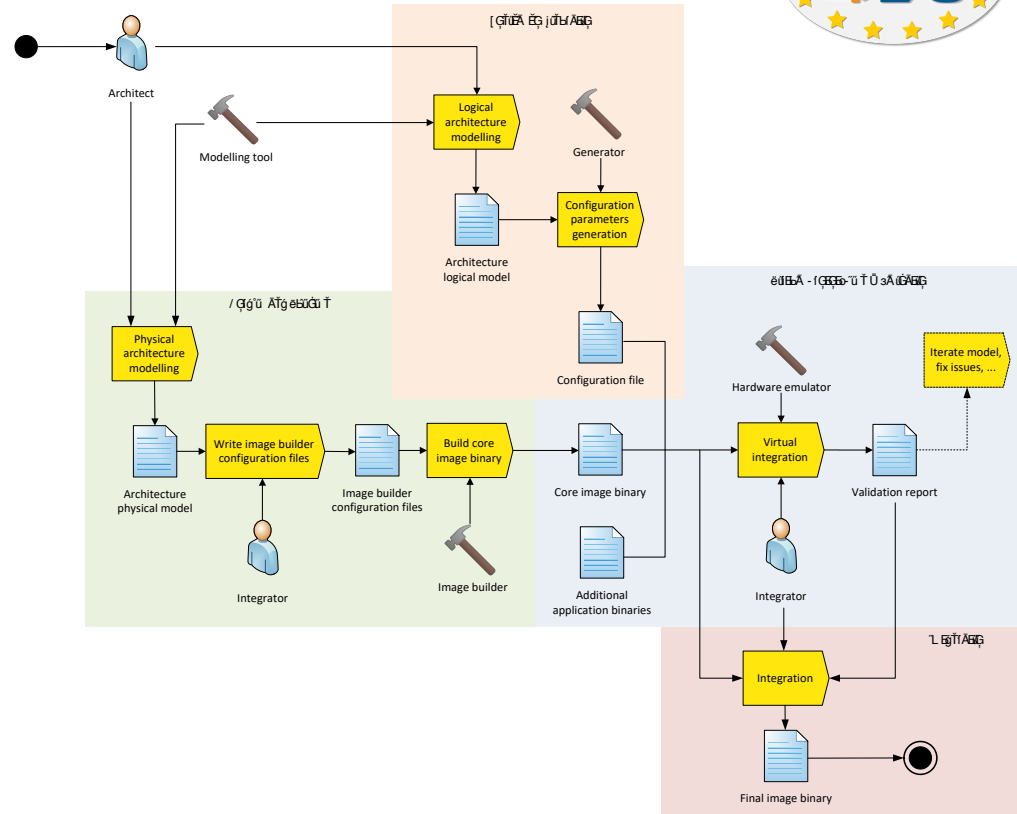 Architect
Modelling tool
Logical
architecture
modelling
Generator
Architecture
logical model
Configuration
parameters
generation
Configuration file
Physical
architecture
modelling
Architecture
physical model
Write image builder
configuration files
Integrator
Image builder
configuration files
Build core
image binary
Image builder
Core image binary
Additional
application binaries
Hardware emulator
Virtual
integration
Integrator
Validation report
Iterate model,
fix issues, ...
Integration
Final image binary